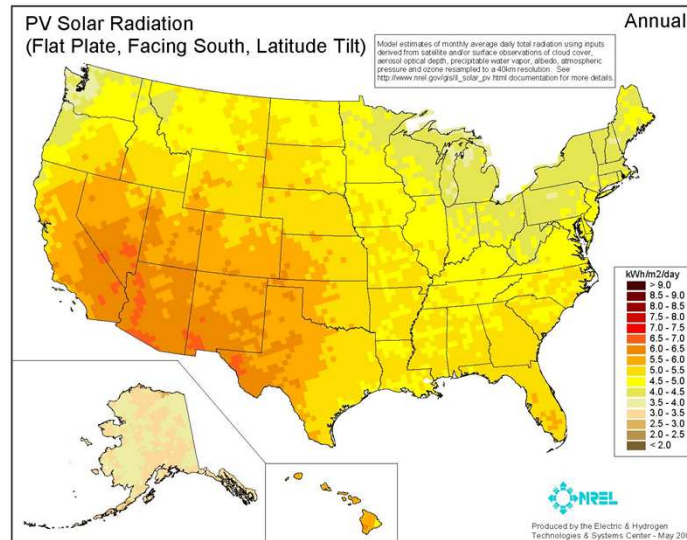 PV Solar Radiation
(Flat Plate, Facing South, Latitude Tilt)
Annual
Model estimates of monthly average daily total radiation using inputs
derived from satellite and/or surface observations of cloud cover,
aerosol optical depth, precipitable water vapor, albedo, atmospheric
pressure and ozone resampled to a 40km resolution. See
http://www.nrel.gov/gis/il_solar_pv html documentation for more details.
kWh/m2/day
> 9.0
8.5 - 9.0
8.0 - 8.5
7.5 - 8.0
7.0 - 7.5
6.5 - 7.0
6.0 - 6.5
5.5 - 6.0
5.0 - 5.5
4.5 - 5.0
4.0 - 4.5
3.5 - 4.0
3.0 - 3.5
2.5 - 3.0
2.0 - 2.5
< 2.0
NREL
Produced by the Electric & Hydrogen
Technologies & Systems Center - May 200